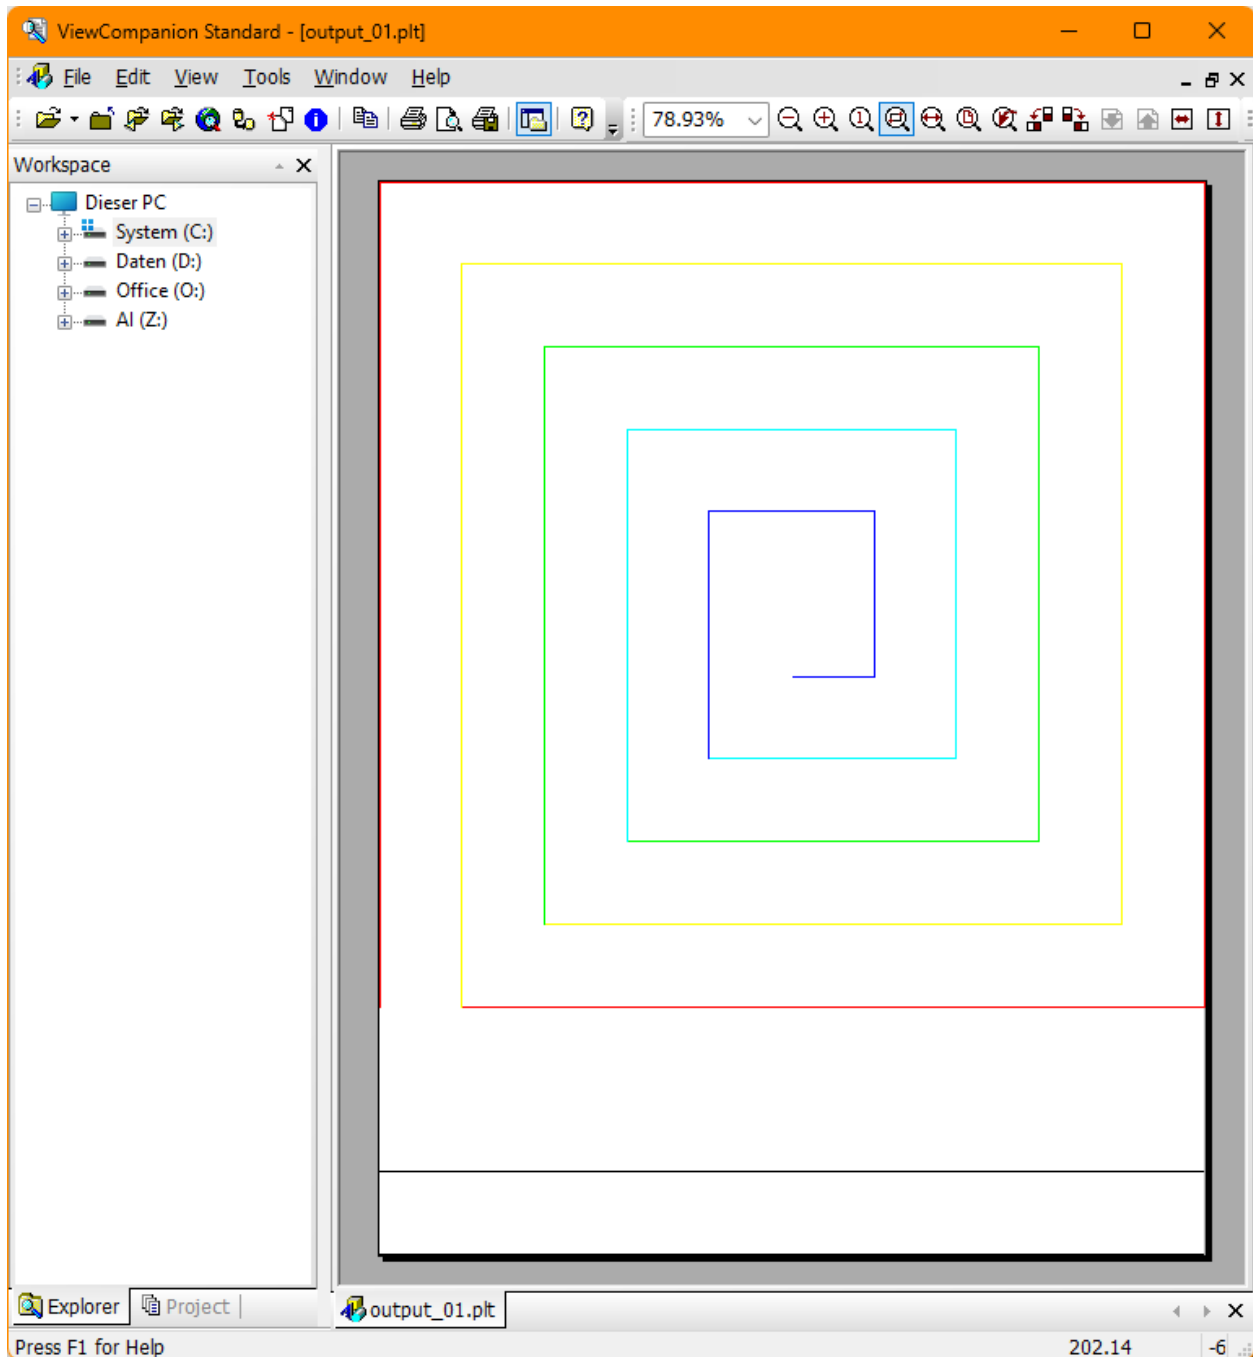 ViewCompanion Standard - [output_01.plt]
File Edit View Tools Window Help
78.93%
Workspace
Dieser PC
System (C:)
Daten (D:)
Office (O:)
AI (Z:)
Explorer Project
output_01.plt
Press F1 for Help 202.14 -6